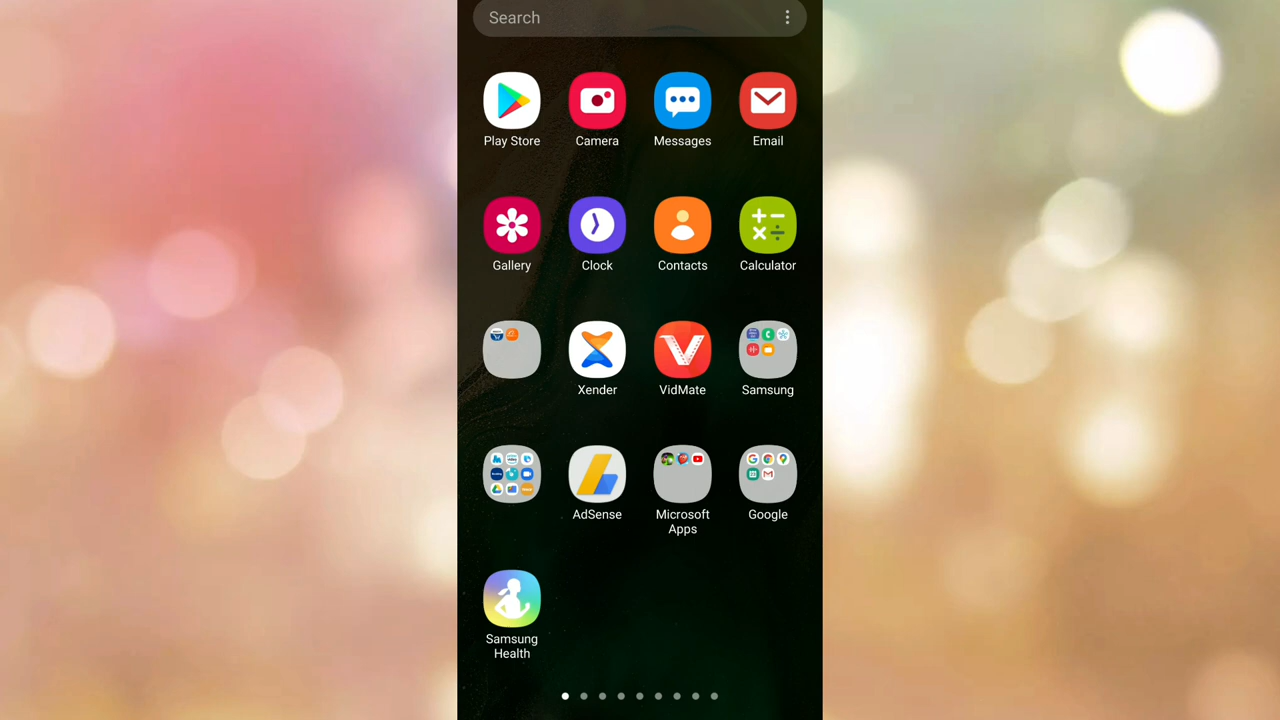 Search
Play Store
Camera
Messages
Email
Gallery
Clock
Contacts
Calculator
Xender
VidMate
Samsung
AdSense
Microsoft
Apps
Google
Samsung
Health